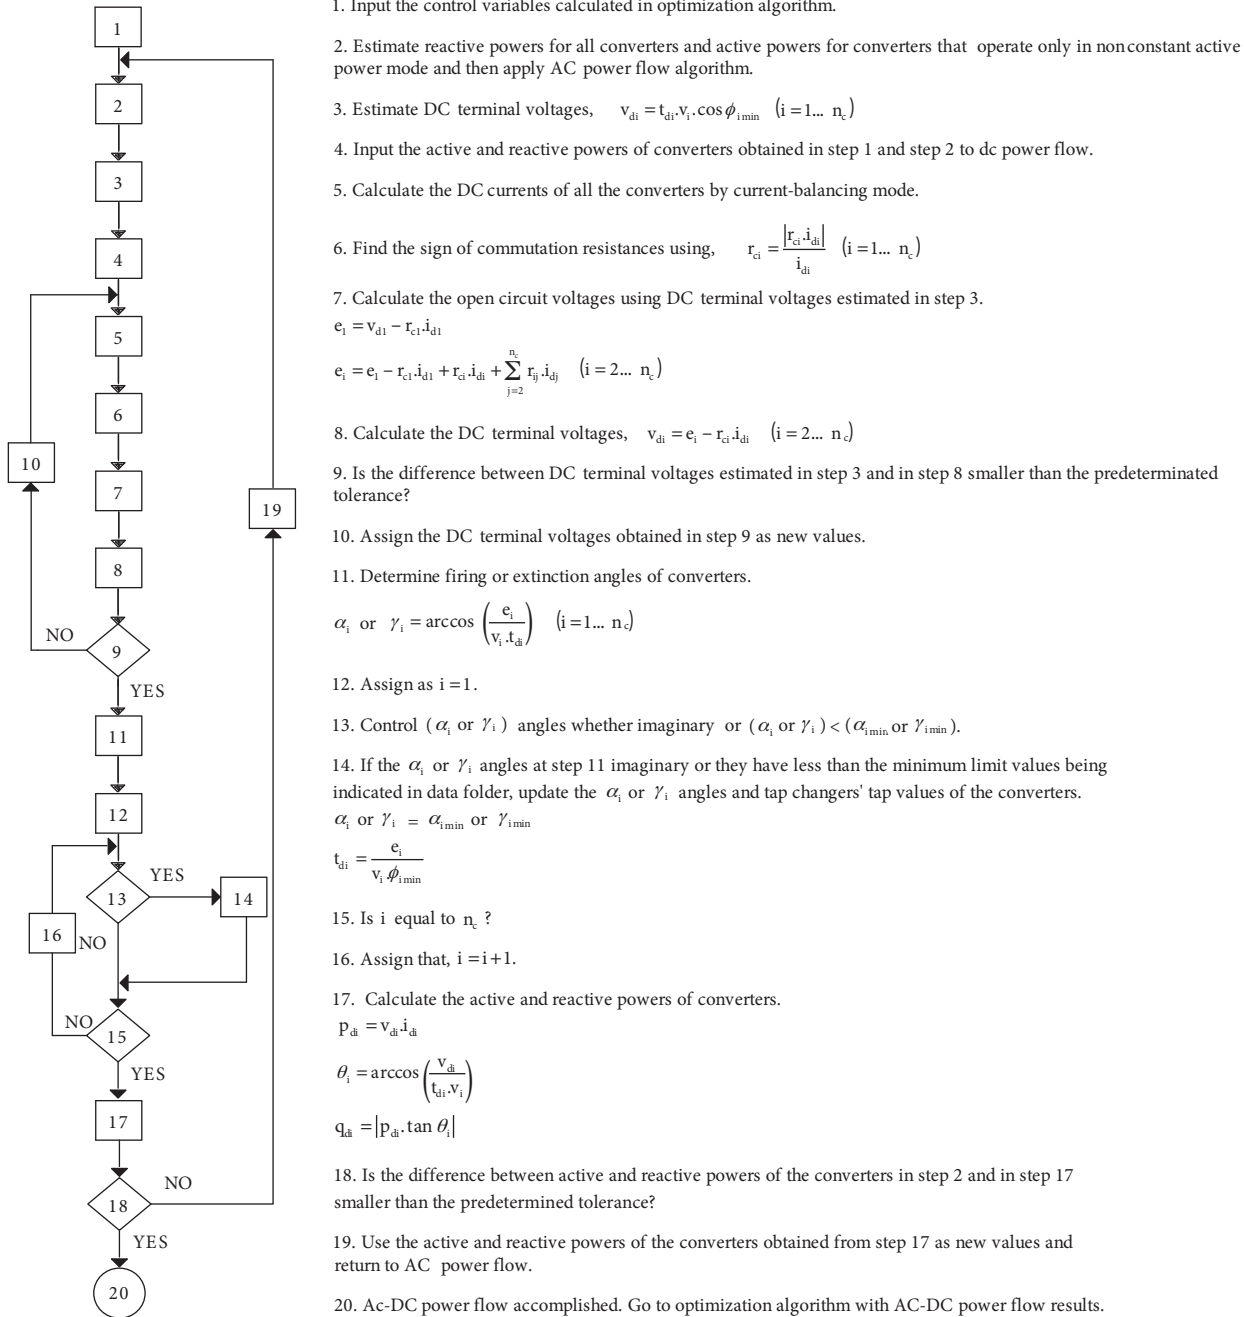 1
2
3
4
5
6
10
7
19
8
NO
9
YES
11
12
YES
13
14
16
NO
NO
15
YES
17
NO
18
YES
20
1. Input the control variables calculated in optimization algorithm.
2. Estimate reactive powers for all converters and active powers for converters that operate only in nonconstant active
power mode and then apply AC power flow algorithm.
3. Estimate DC terminal voltages, v_di = t_di.v_i.cos ϕ_imin (i = 1... n_c)
4. Input the active and reactive powers of converters obtained in step 1 and step 2 to dc power flow.
5. Calculate the DC currents of all the converters by current-balancing mode.
6. Find the sign of commutation resistances using, r_ci = |r_ci.i_di| / i_di (i = 1... n_c)
7. Calculate the open circuit voltages using DC terminal voltages estimated in step 3.
e_1 = v_d1 − r_c1.i_d1
e_i = e_1 − r_c1.i_d1 + r_ci.i_di + ∑_{j=2}^{n_c} r_ij.i_dj (i = 2... n_c)
8. Calculate the DC terminal voltages, v_di = e_i − r_ci.i_di (i = 2... n_c)
9. Is the difference between DC terminal voltages estimated in step 3 and in step 8 smaller than the predeterminated
tolerance?
10. Assign the DC terminal voltages obtained in step 9 as new values.
11. Determine firing or extinction angles of converters.
α_i or γ_i = arccos (e_i / v_i.t_di) (i = 1... n_c)
12. Assign as i = 1.
13. Control (α_i or γ_i) angles whether imaginary or (α_i or γ_i) < (α_imin or γ_imin).
14. If the α_i or γ_i angles at step 11 imaginary or they have less than the minimum limit values being
indicated in data folder, update the α_i or γ_i angles and tap changers' tap values of the converters.
α_i or γ_i = α_imin or γ_imin
t_di = e_i / v_i.ϕ_imin
15. Is i equal to n_c ?
16. Assign that, i = i+1.
17. Calculate the active and reactive powers of converters.
p_di = v_di.i_di
θ_i = arccos (v_di / t_di.v_i)
q_di = |p_di.tan θ_i|
18. Is the difference between active and reactive powers of the converters in step 2 and in step 17
smaller than the predetermined tolerance?
19. Use the active and reactive powers of the converters obtained from step 17 as new values and
return to AC power flow.
20. Ac-DC power flow accomplished. Go to optimization algorithm with AC-DC power flow results.